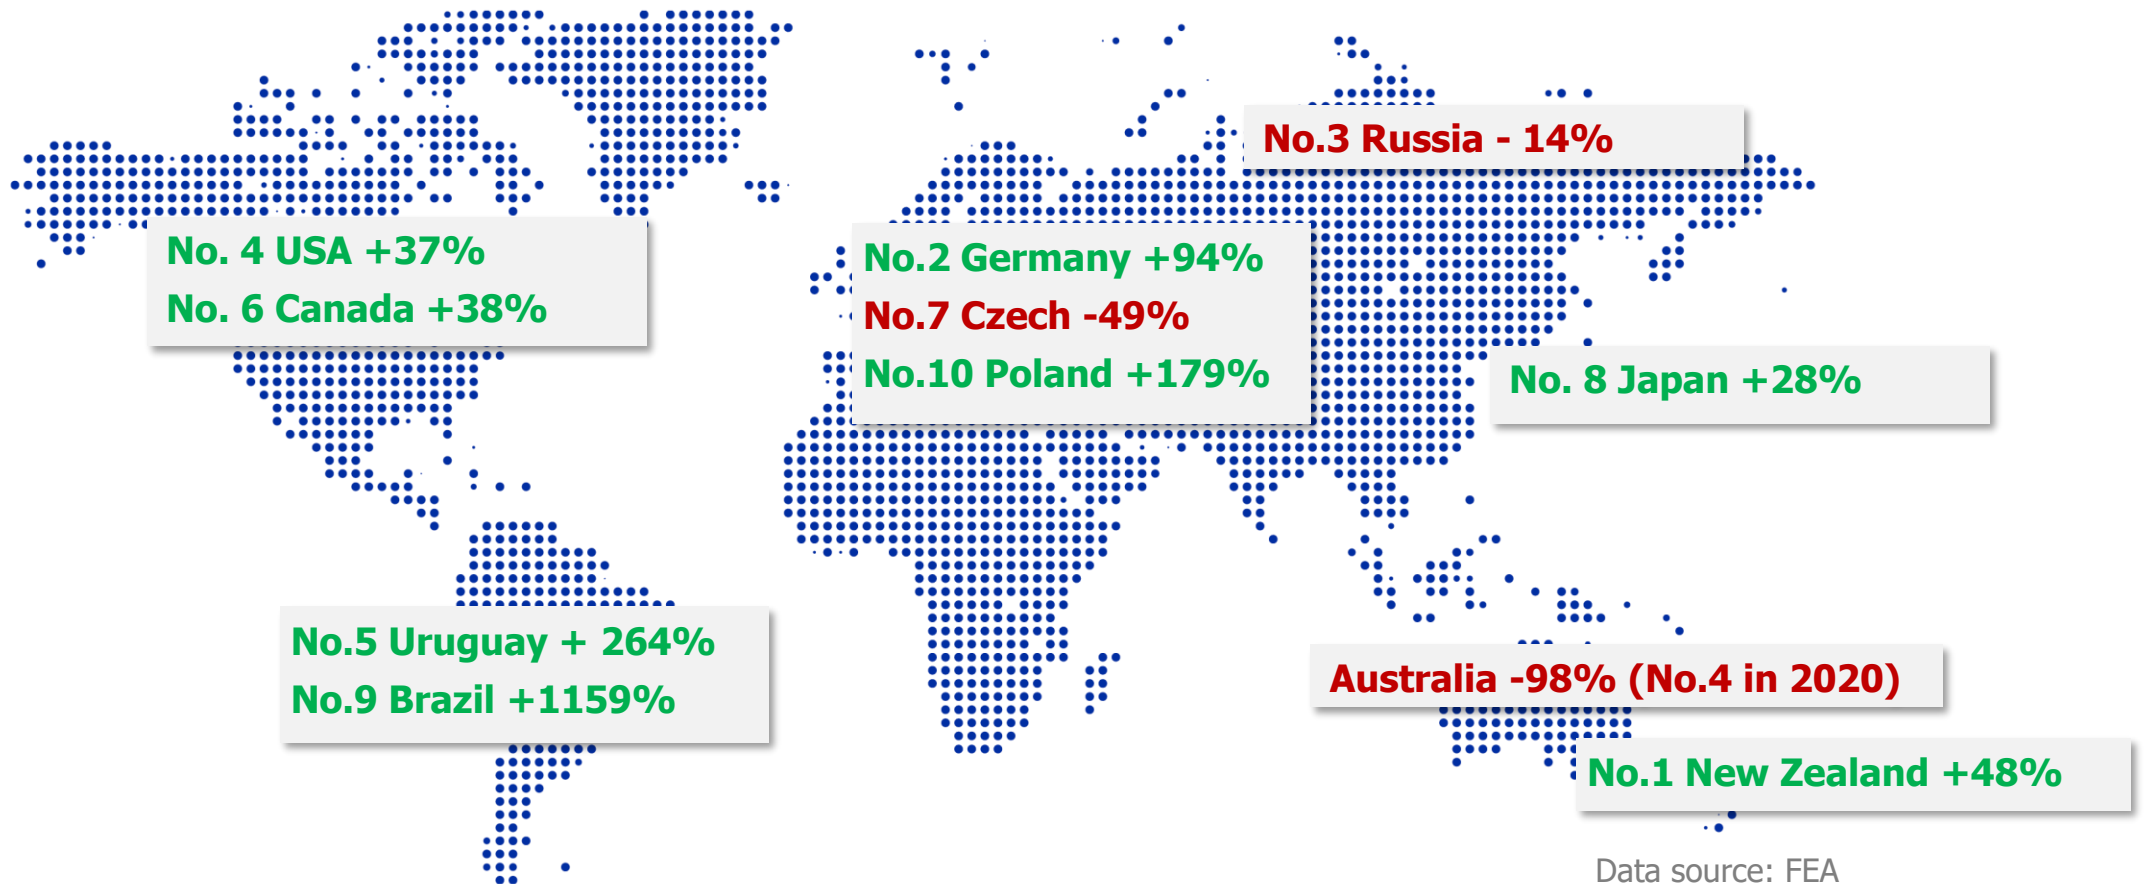 No.3 Russia - 14%
No. 4 USA +37%
No. 6 Canada +38%
No.2 Germany +94%
No.7 Czech -49%
No.10 Poland +179%
No. 8 Japan +28%
No.5 Uruguay + 264%
No.9 Brazil +1159%
Australia -98% (No.4 in 2020)
No.1 New Zealand +48%
Data source: FEA